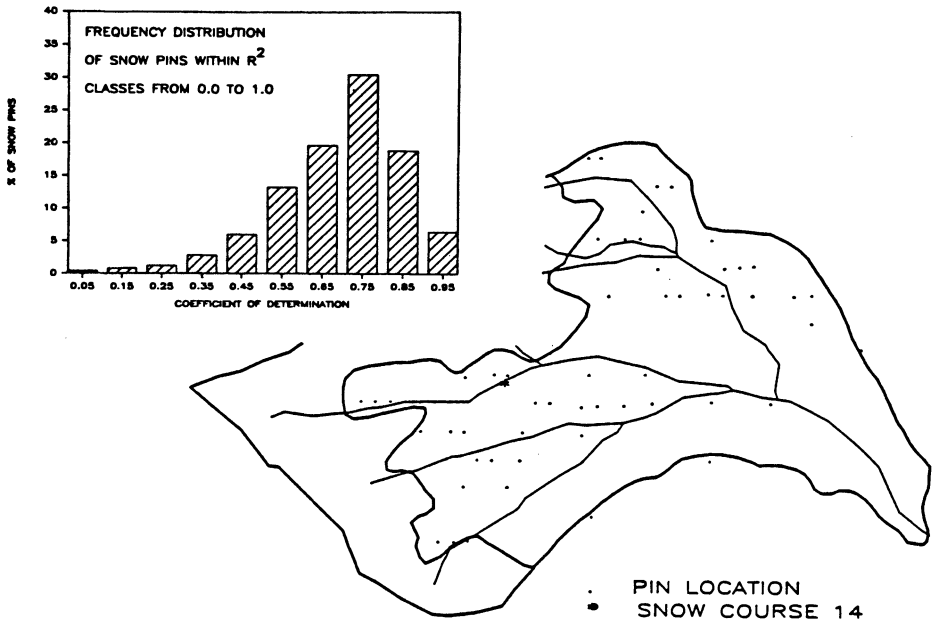 FREQUENCY DISTRIBUTION
OF SNOW PINS WITHIN R2
CLASSES FROM 0.0 TO 1.0
% OF SNOW PINS
40
35
30
25
20
15
10
5
0
0.05 0.15 0.25 0.35 0.45 0.55 0.65 0.75 0.85 0.95
COEFFICIENT OF DETERMINATION
PIN LOCATION
SNOW COURSE 14